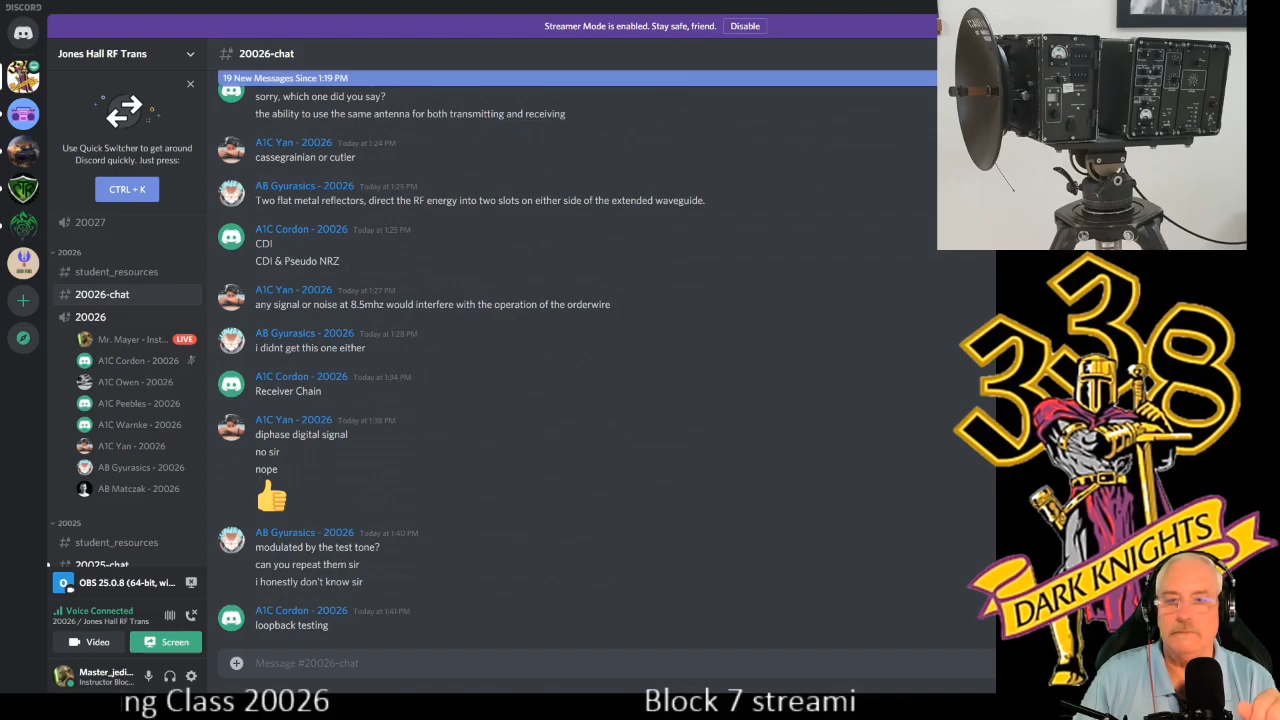 DISCORD
Streamer Mode is enabled. Stay safe, friend. Disable
Jones Hall RF Trans
Use Quick Switcher to get around
Discord quickly. Just press:
CTRL + K
20027
20026
student_resources
20026-chat
20026
Mr. Mayer - Inst... LIVE
A1C Cordon - 20026
A1C Owen - 20026
A1C Peebles - 20026
A1C Warnke - 20026
A1C Yan - 20026
AB Gyurasics - 20026
AB Matczak - 20026
20025
student_resources
20025-chat
OBS 25.0.8 (64-bit, wi...
Voice Connected
20026 / Jones Hall RF Trans
Video
Screen
Master_jedi...
Instructor Bloc...
20026-chat
19 New Messages Since 1:19 PM
sorry, which one did you say?
the ability to use the same antenna for both transmitting and receiving
A1C Yan - 20026 Today at 1:24 PM
cassegrainian or cutler
AB Gyurasics - 20026 Today at 1:25 PM
Two flat metal reflectors, direct the RF energy into two slots on either side of the extended waveguide.
A1C Cordon - 20026 Today at 1:25 PM
CDI
CDI & Pseudo NRZ
A1C Yan - 20026 Today at 1:27 PM
any signal or noise at 8.5mhz would interfere with the operation of the orderwire
AB Gyurasics - 20026 Today at 1:28 PM
i didnt get this one either
A1C Cordon - 20026 Today at 1:34 PM
Receiver Chain
A1C Yan - 20026 Today at 1:38 PM
diphase digital signal
no sir
nope
AB Gyurasics - 20026 Today at 1:40 PM
modulated by the test tone?
can you repeat them sir
i honestly don't know sir
A1C Cordon - 20026 Today at 1:41 PM
loopback testing
Message #20026-chat
338
DARK KNIGHTS
ng Class 20026 Block 7 streami